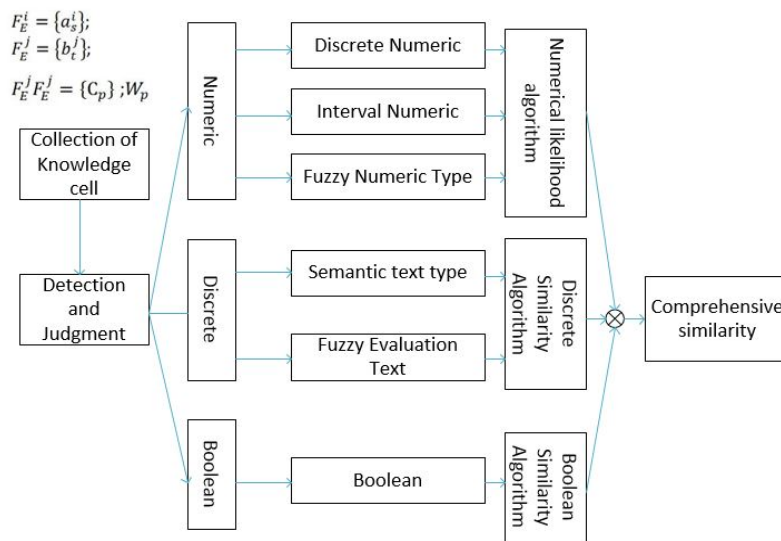 F_E^i = {a_s^i};
F_E^j = {b_t^j};
F_E^j F_E^j = {C_p} ;W_p
Collection of
Knowledge
cell
Detection
and
Judgment
Numeric
Discrete
Boolean
Discrete Numeric
Interval Numeric
Fuzzy Numeric Type
Semantic text type
Fuzzy Evaluation
Text
Boolean
Numerical likelihood
algorithm
Discrete
Similarity
Algorithm
Boolean
Similarity
Algorithm
Comprehensive
similarity